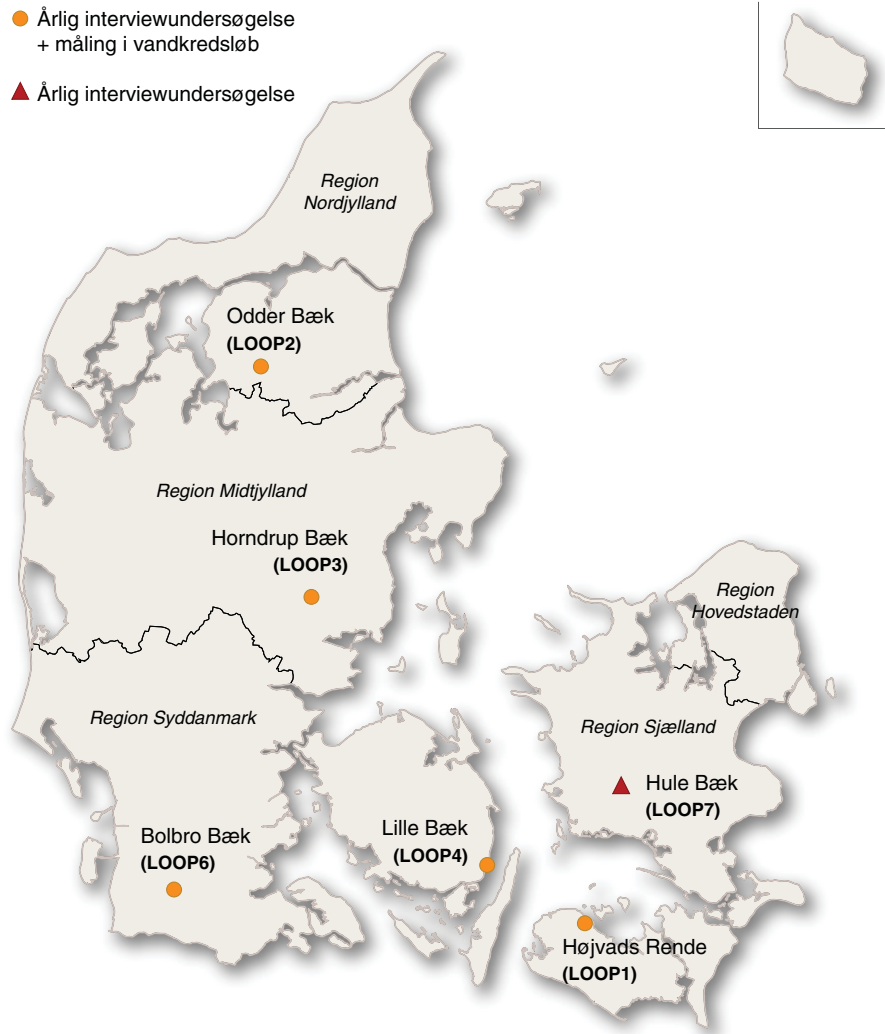 Årlig interviewundersøgelse
+ måling i vandkredsløb
Årlig interviewundersøgelse
Region
Nordjylland
Odder Bæk
(LOOP2)
Region Midtjylland
Horndrup Bæk
(LOOP3)
Region
Hovedstaden
Region Syddanmark
Region Sjælland
Hule Bæk
(LOOP7)
Bolbro Bæk
(LOOP6)
Lille Bæk
(LOOP4)
Højvads Rende
(LOOP1)